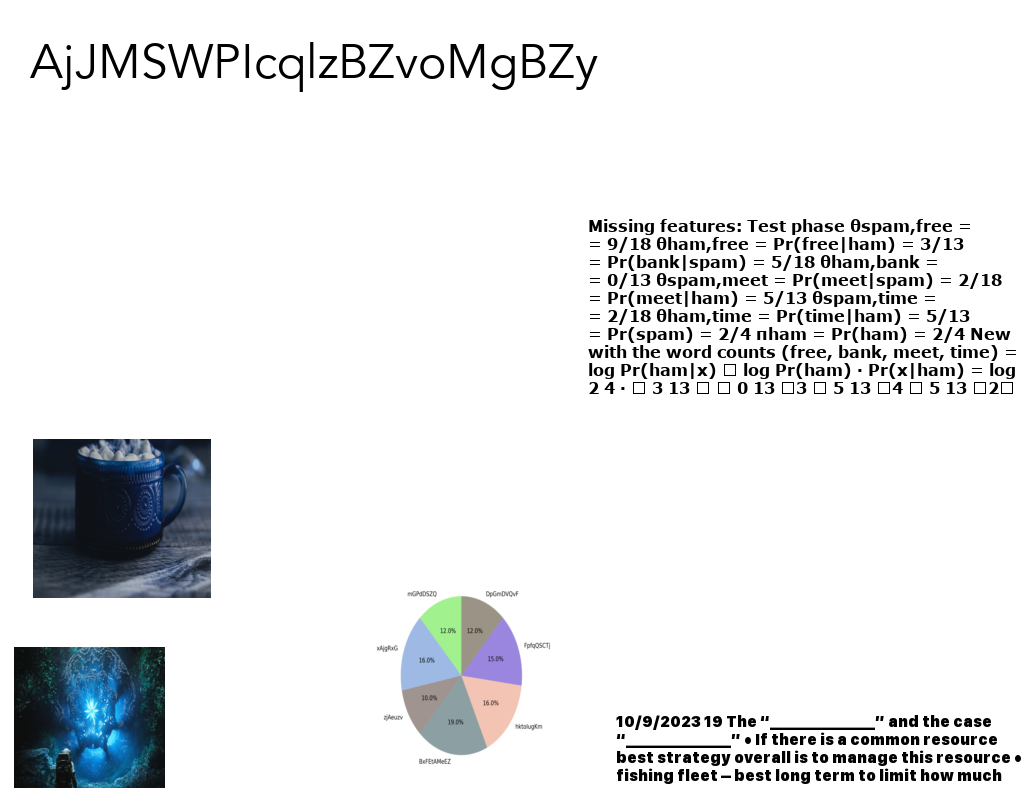 AjJMSWPIcqlzBZvoMgBZy
Missing features: Test phase θspam,free =
= 9/18 θham,free = Pr(free|ham) = 3/13
= Pr(bank|spam) = 5/18 θham,bank =
= 0/13 θspam,meet = Pr(meet|spam) = 2/18
= Pr(meet|ham) = 5/13 θspam,time =
= 2/18 θham,time = Pr(time|ham) = 5/13
= Pr(spam) = 2/4 πham = Pr(ham) = 2/4 New
with the word counts (free, bank, meet, time) =
log Pr(ham|x) □ log Pr(ham) · Pr(x|ham) = log
2 4 · □ 3 13 □ □ 0 13 □3 □ 5 13 □4 □ 5 13 □2□
mGPdDSZQ
DpGmDVQvF
12.0%
12.0%
xAjgRxG
FpfqQSCTj
16.0%
15.0%
10.0%
16.0%
zjAeuzv
19.0%
hktoIugKm
BxFEtAMeEZ
10/9/2023 19 The “______________” and the case
“______________” • If there is a common resource
best strategy overall is to manage this resource •
fishing fleet – best long term to limit how much